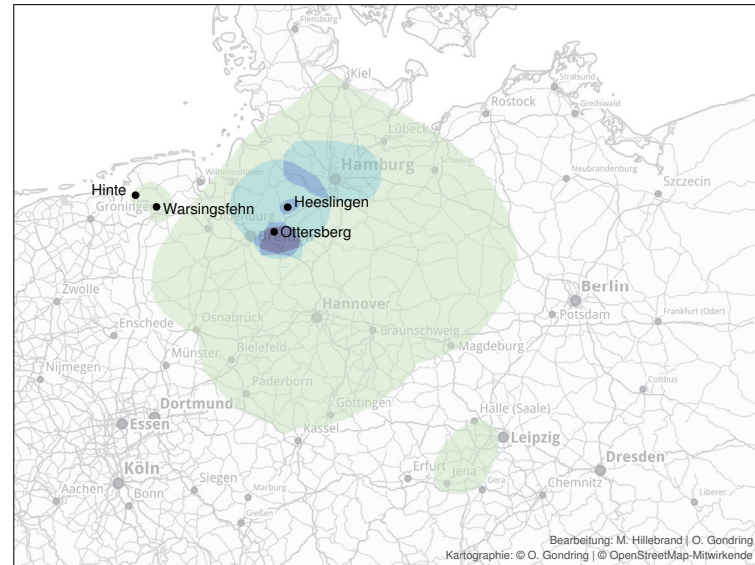 Flensburg
Kiel
Stralsund
Rostock
Greifswald
Lübeck
Wilhelmshaven
Hamburg
Schwerin
Neubrandenburg
Szczecin
Hinte
Groningen
Warsingsfehn
Heeslingen
Ottersberg
Berlin
Zwolle
Hannover
Potsdam
Frankfurt (Oder)
Enschede
Osnabrück
Braunschweig
Bielefeld
Magdeburg
Münster
Nijmegen
Paderborn
Cottbus
Dortmund
Göttingen
Halle (Saale)
Essen
Kassel
Leipzig
Köln
Siegen
Erfurt
Jena
Gera
Dresden
Chemnitz
Aachen
Bonn
Marburg
Gießen
Liberec
Bearbeitung: M. Hillebrand | O. Gondring
Kartographie: © O. Gondring | © OpenStreetMap-Mitwirkende